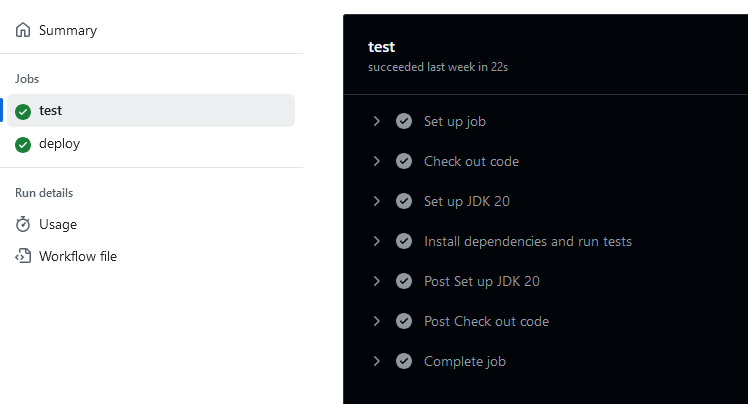 Summary
Jobs
test
deploy
Run details
Usage
Workflow file
test
succeeded last week in 22s
Set up job
Check out code
Set up JDK 20
Install dependencies and run tests
Post Set up JDK 20
Post Check out code
Complete job